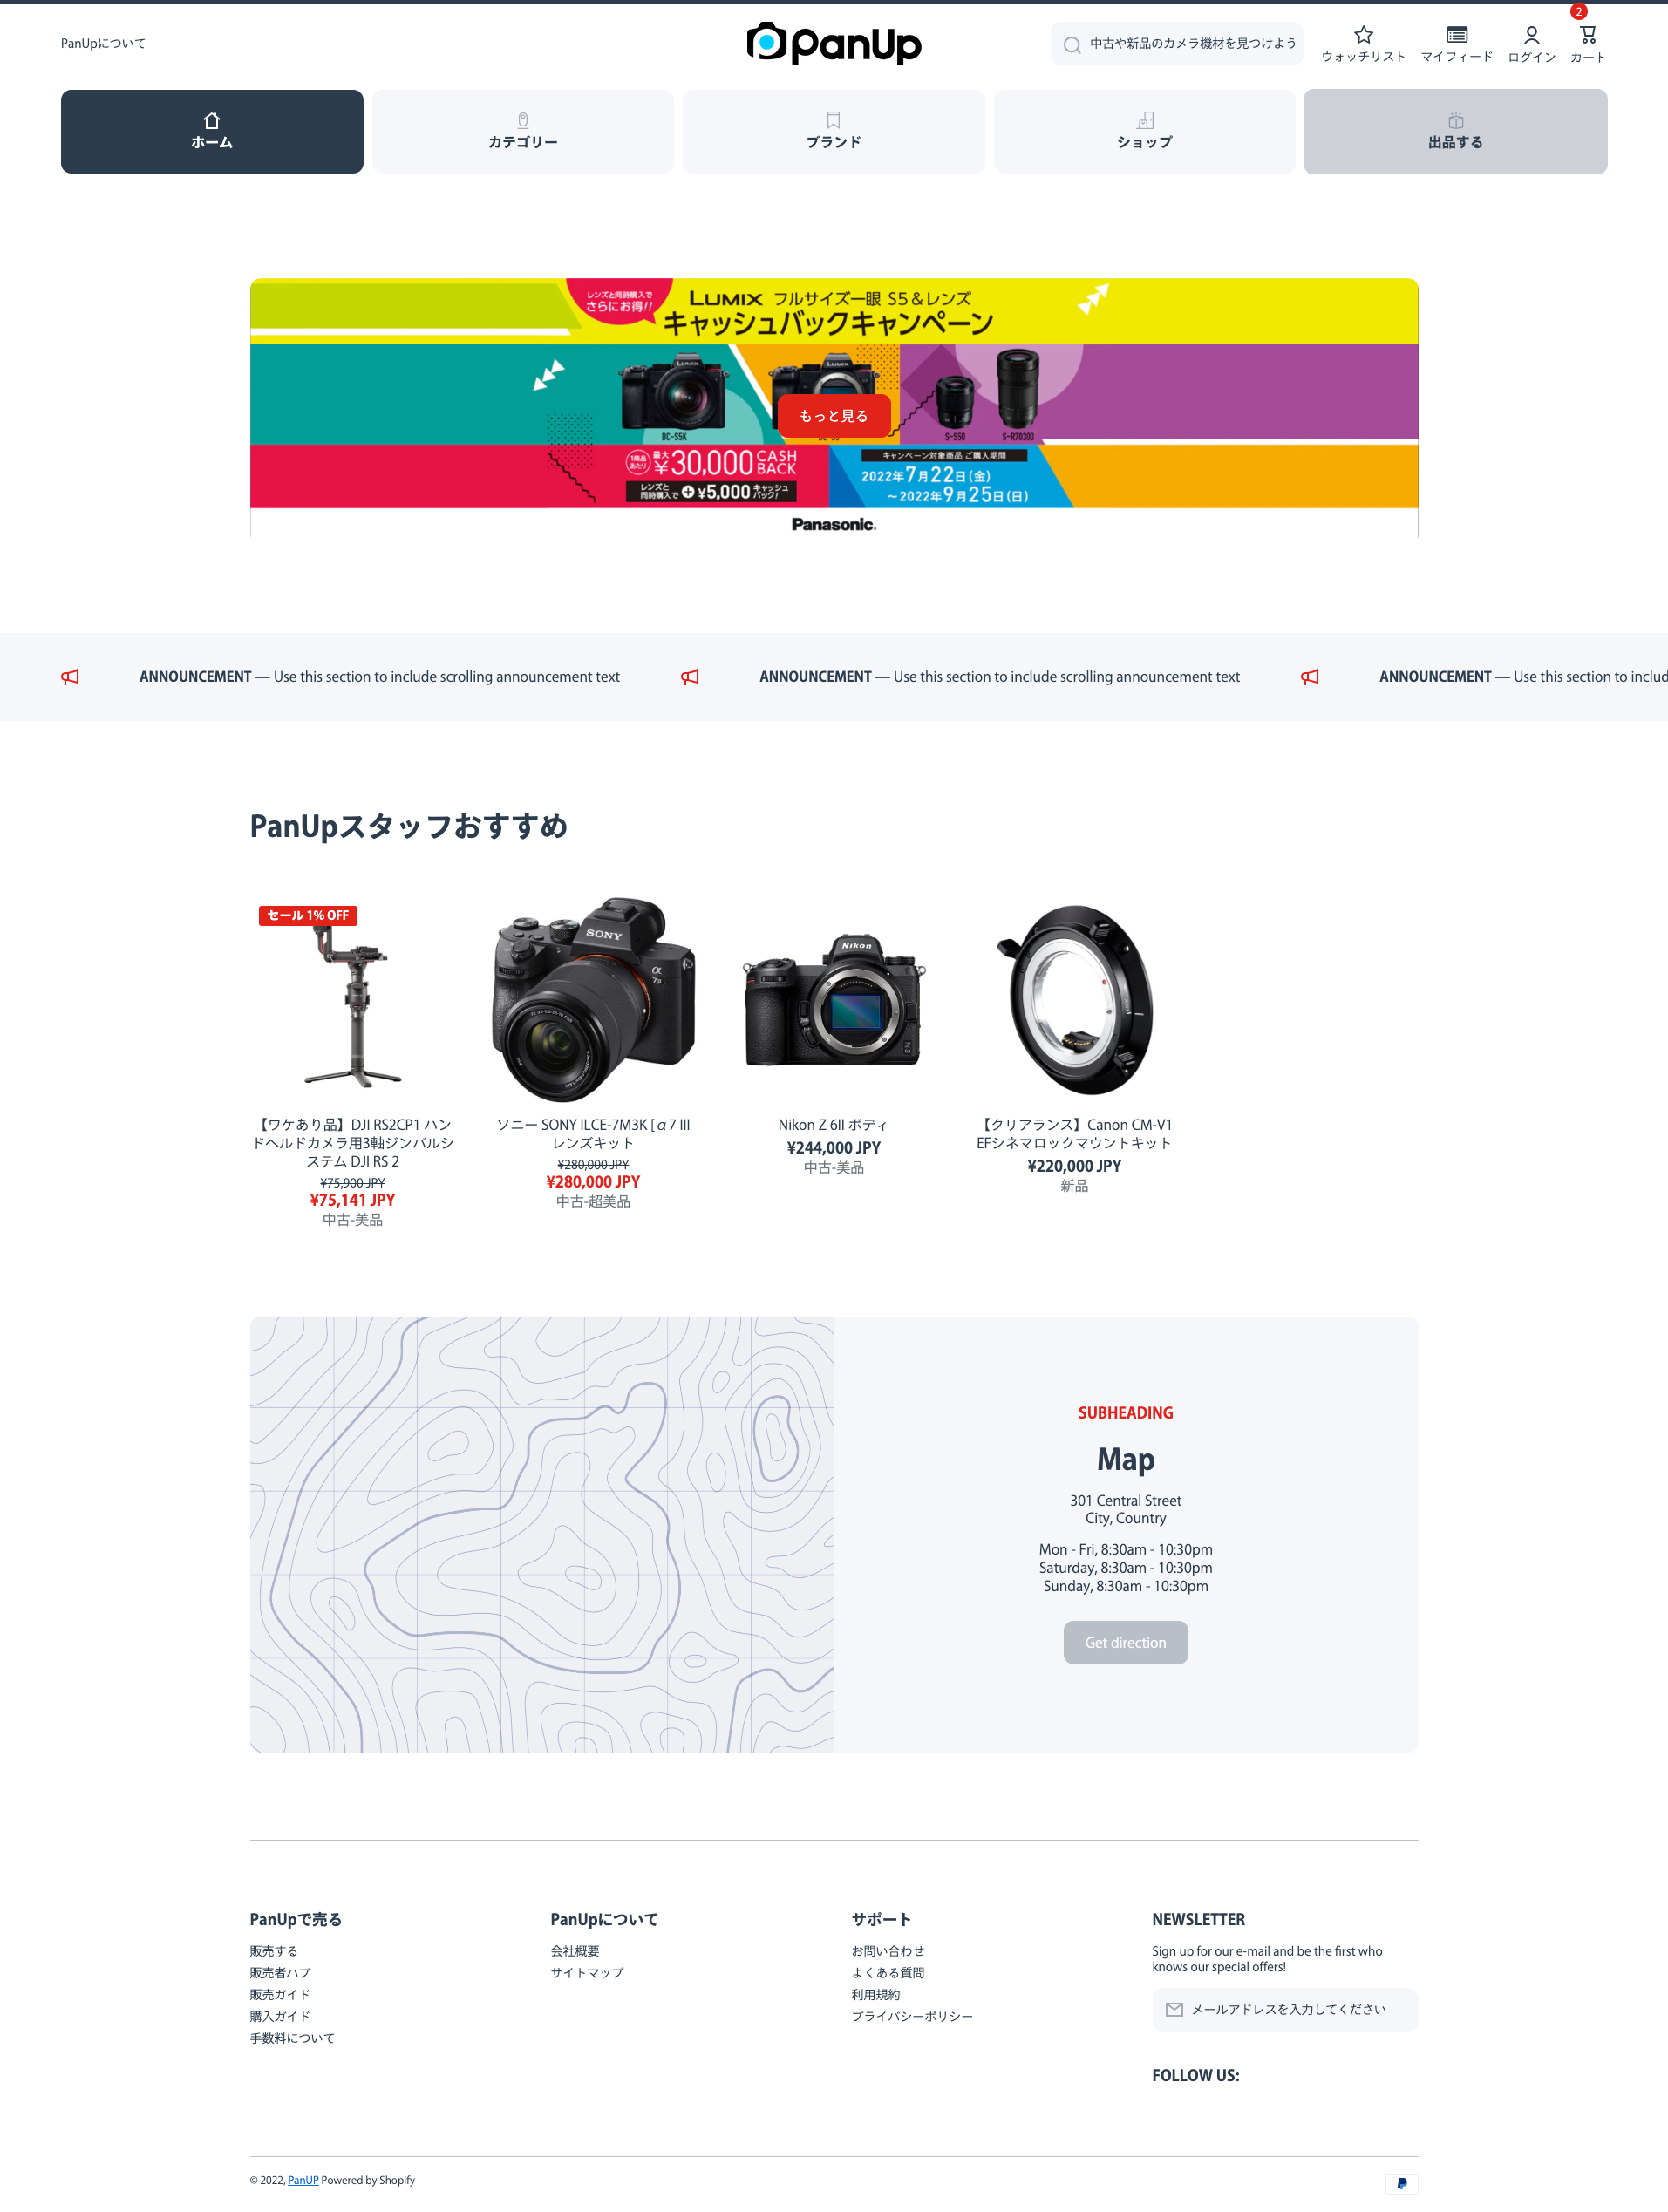 PanUpについて
PanUp
中古や新品のカメラ機材を見つけよう
ウォッチリスト
マイフィード
ログイン
2
カート
ホーム
カテゴリー
ブランド
ショップ
出品する
レンズと同時購入で
さらにお得!!
LUMIX フルサイズ一眼 S5&レンズ
キャッシュバックキャンペーン
DC-S5K
S-S50
S-R70300
もっと見る
1商品あたり 最大 ¥30,000 CASH BACK
レンズと同時購入で + ¥5,000 キャッシュバック!
キャンペーン対象商品 ご購入期間
2022年7月22日(金)
～2022年9月25日(日)
Panasonic
ANNOUNCEMENT — Use this section to include scrolling announcement text
ANNOUNCEMENT — Use this section to include scrolling announcement text
ANNOUNCEMENT — Use this section to includ
PanUpスタッフおすすめ
セール 1% OFF
SONY
Nikon
【ワケあり品】DJI RS2CP1 ハン
ドヘルドカメラ用3軸ジンバルシ
ステム DJI RS 2
¥75,900 JPY
¥75,141 JPY
中古-美品
ソニー SONY ILCE-7M3K [α7 III
レンズキット
¥280,000 JPY
¥280,000 JPY
中古-超美品
Nikon Z 6II ボディ
¥244,000 JPY
中古-美品
【クリアランス】Canon CM-V1
EFシネマロックマウントキット
¥220,000 JPY
新品
SUBHEADING
Map
301 Central Street
City, Country
Mon - Fri, 8:30am - 10:30pm
Saturday, 8:30am - 10:30pm
Sunday, 8:30am - 10:30pm
Get direction
PanUpで売る
販売する
販売者ハブ
販売ガイド
購入ガイド
手数料について
PanUpについて
会社概要
サイトマップ
サポート
お問い合わせ
よくある質問
利用規約
プライバシーポリシー
NEWSLETTER
Sign up for our e-mail and be the first who
knows our special offers!
メールアドレスを入力してください
FOLLOW US:
© 2022, PanUP Powered by Shopify